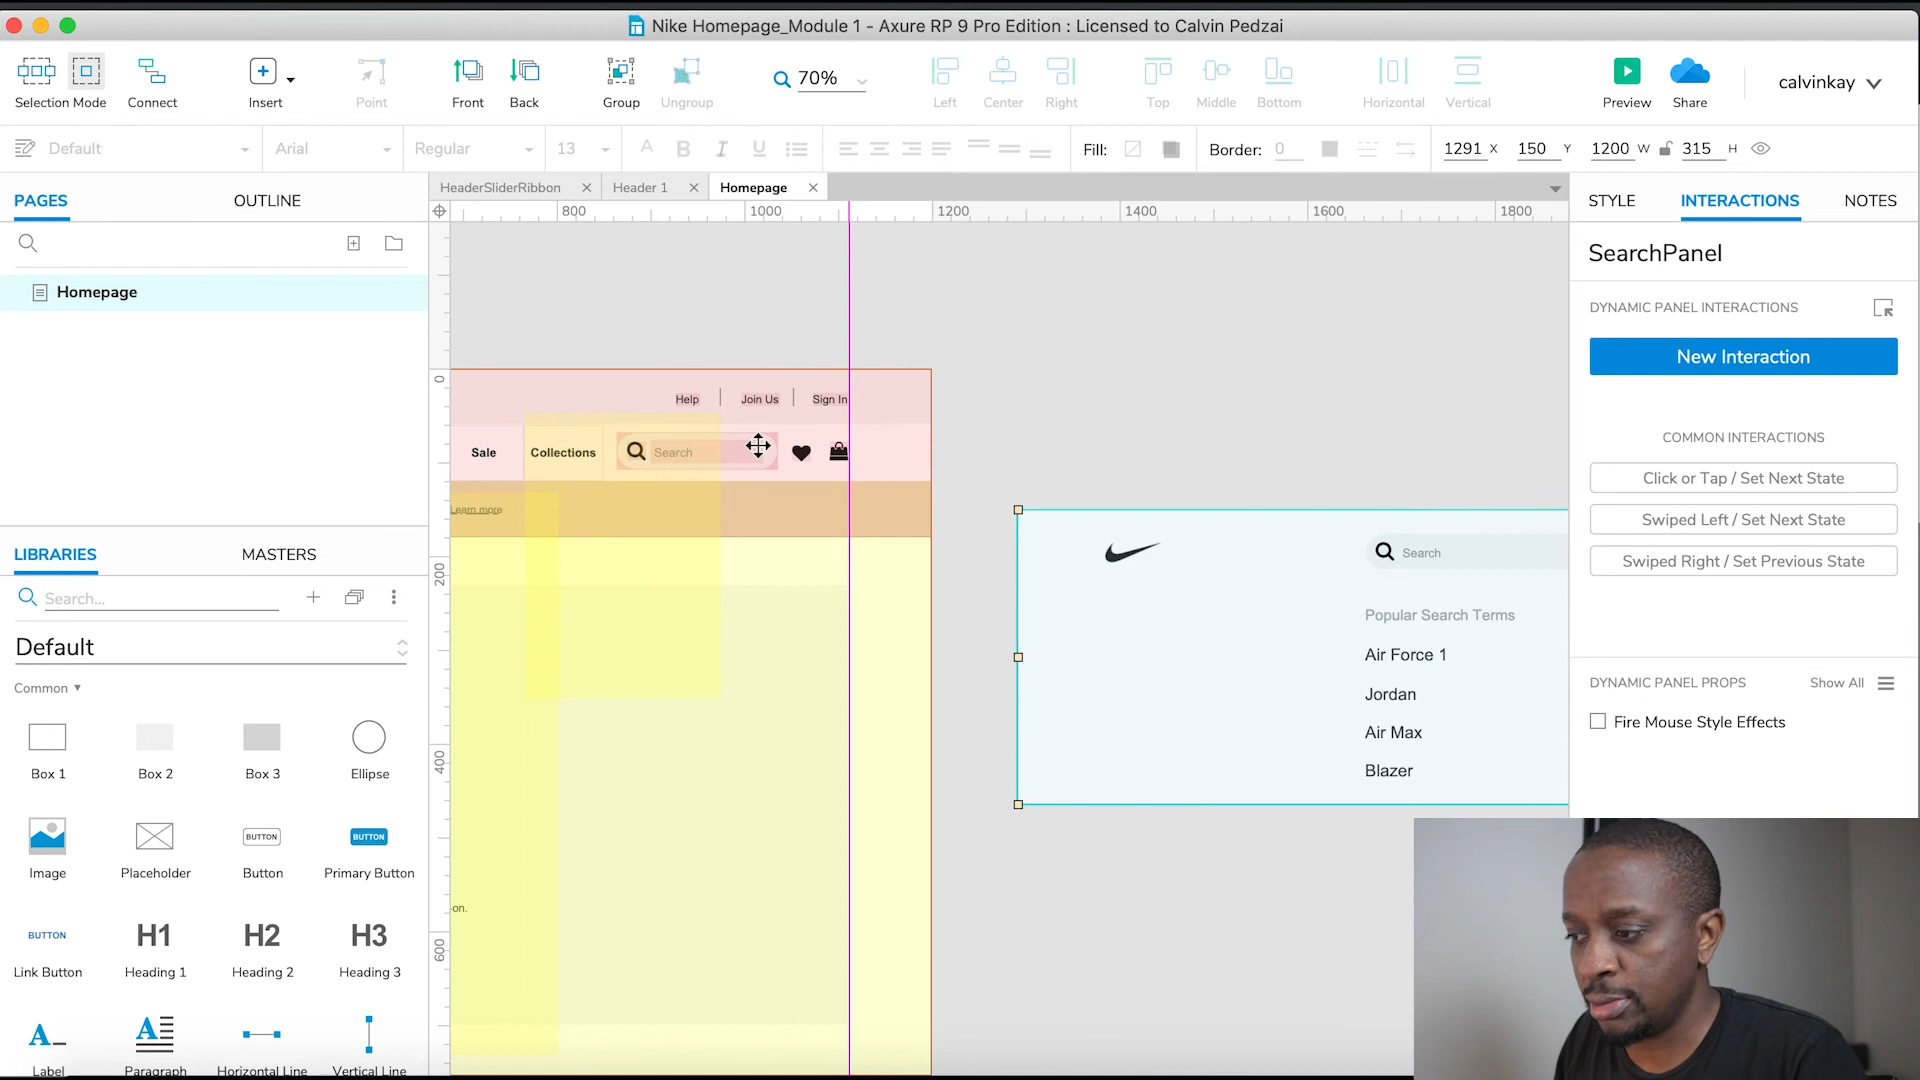 Nike Homepage_Module 1 - Axure RP 9 Pro Edition : Licensed to Calvin Pedzai
Selection Mode
Connect
Insert
Point
Front
Back
Group
Ungroup
70%
Left
Center
Right
Top
Middle
Bottom
Horizontal
Vertical
Preview
Share
calvinkay
Default
Arial
Regular
13
Fill:
Border: 0
1291 X
150 Y
1200 W
315 H
PAGES
OUTLINE
Homepage
LIBRARIES
MASTERS
Search...
Default
Common
Box 1
Box 2
Box 3
Ellipse
Image
Placeholder
BUTTON
Button
BUTTON
Primary Button
BUTTON
Link Button
H1
Heading 1
H2
Heading 2
H3
Heading 3
Label
Paragraph
Horizontal Line
Vertical Line
HeaderSliderRibbon
Header 1
Homepage
800
1000
1200
1400
1600
1800
0
200
400
600
Help
Join Us
Sign In
Sale
Collections
Search
Learn more
on.
Search
Popular Search Terms
Air Force 1
Jordan
Air Max
Blazer
STYLE
INTERACTIONS
NOTES
SearchPanel
DYNAMIC PANEL INTERACTIONS
New Interaction
COMMON INTERACTIONS
Click or Tap / Set Next State
Swiped Left / Set Next State
Swiped Right / Set Previous State
DYNAMIC PANEL PROPS
Show All
Fire Mouse Style Effects